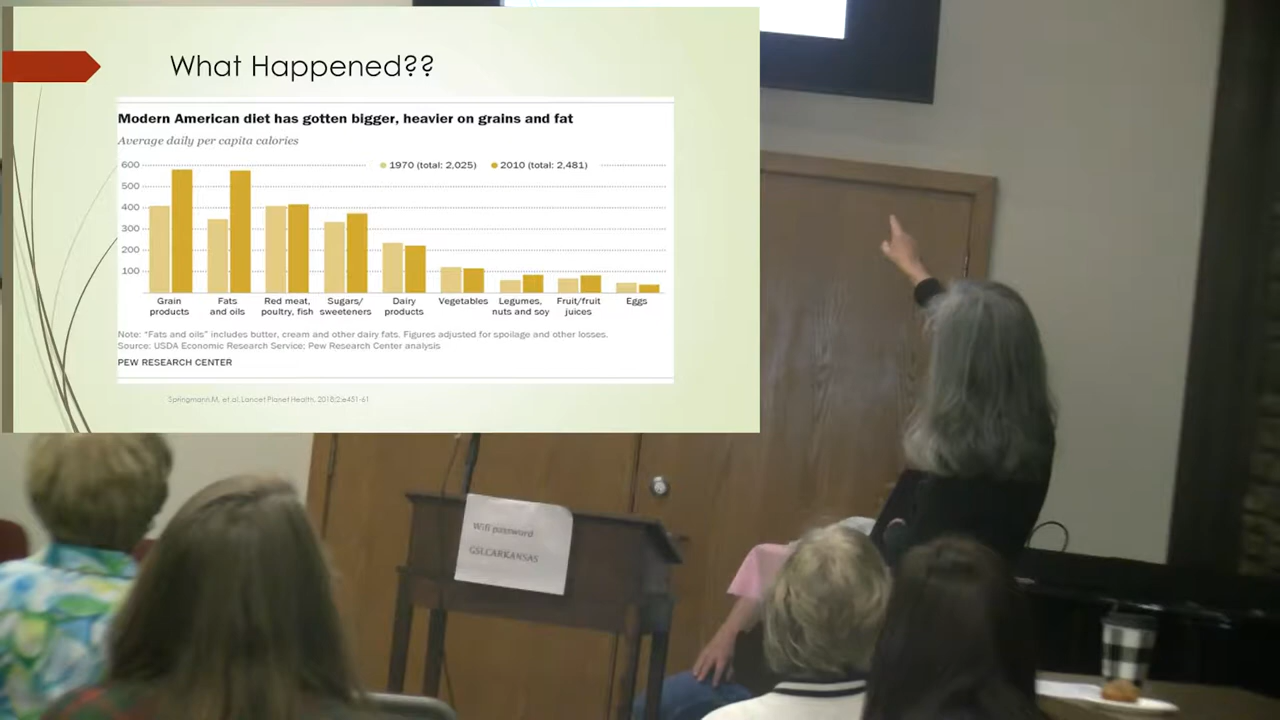 What Happened??
Modern American diet has gotten bigger, heavier on grains and fat
Average daily per capita calories
1970 (total: 2,025) 2010 (total: 2,481)
600
500
400
300
200
100
Grain products
Fats and oils
Red meat, poultry, fish
Sugars/ sweeteners
Dairy products
Vegetables
Legumes, nuts and soy
Fruit/fruit juices
Eggs
Note: “Fats and oils” includes butter, cream and other dairy fats. Figures adjusted for spoilage and other losses.
Source: USDA Economic Research Service; Pew Research Center analysis
PEW RESEARCH CENTER
Springmann M, et.al; Lancet Planet Health, 2018;2:e451-61
Wifi password
GSLCARKANSAS